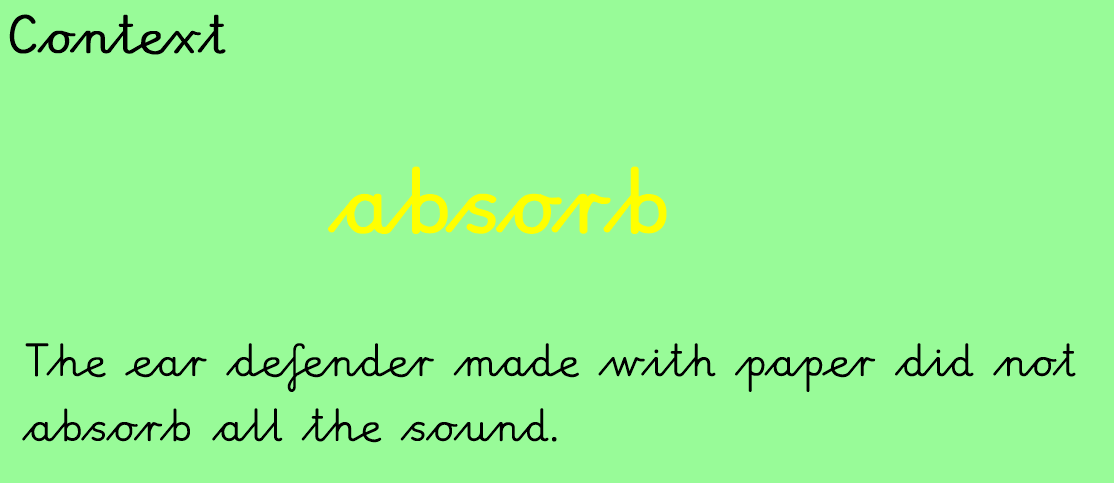 Context
absorb
The ear defender made with paper did not
absorb all the sound.